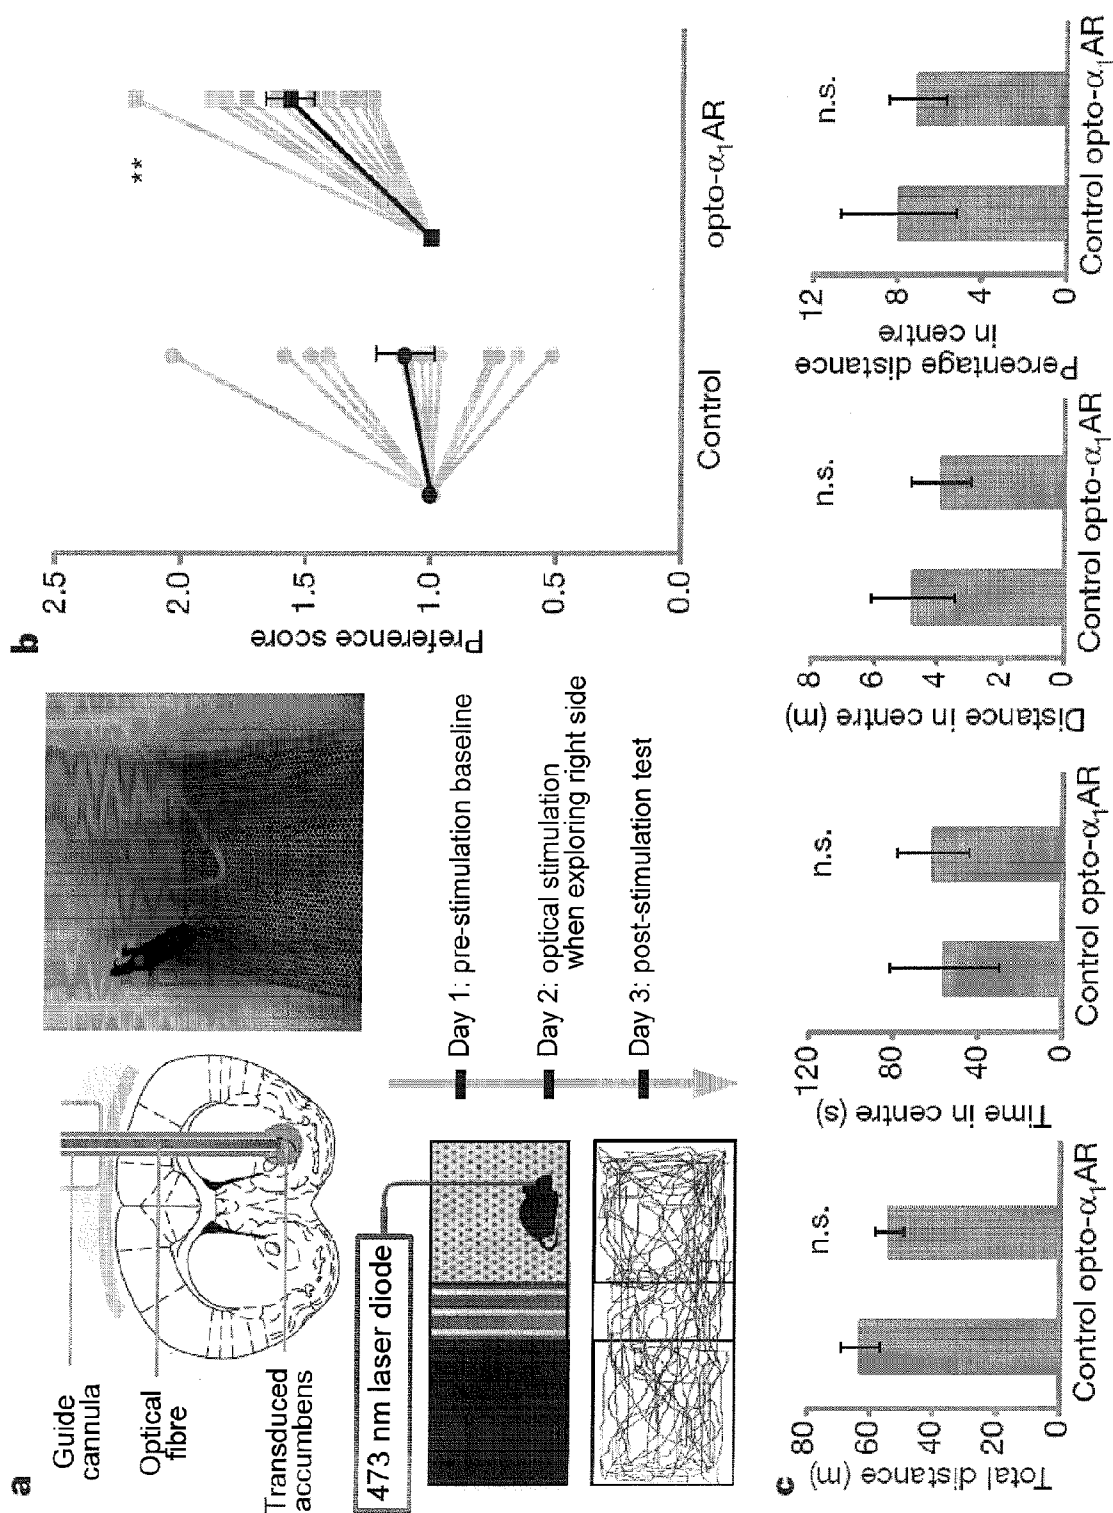 a
Guide
cannula
Optical
fibre
Transduced
accumbens
473 nm laser diode
Day 1: pre-stimulation baseline
Day 2: optical stimulation
when exploring right side
Day 3: post-stimulation test
b
Preference score
2.5
2.0
1.5
1.0
0.5
0.0
**
Control
opto-α1AR
c
Total distance (m)
80
60
40
20
0
n.s.
Control opto-α1AR
Time in centre (s)
120
80
40
0
n.s.
Control opto-α1AR
Distance in centre (m)
8
6
4
2
0
n.s.
Control opto-α1AR
Percentage distance
in centre
12
8
4
0
n.s.
Control opto-α1AR